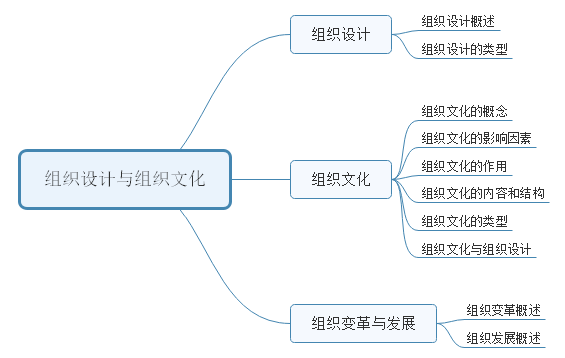 组织设计与组织文化
组织设计
组织设计概述
组织设计的类型
组织文化
组织文化的概念
组织文化的影响因素
组织文化的作用
组织文化的内容和结构
组织文化的类型
组织文化与组织设计
组织变革与发展
组织变革概述
组织发展概述